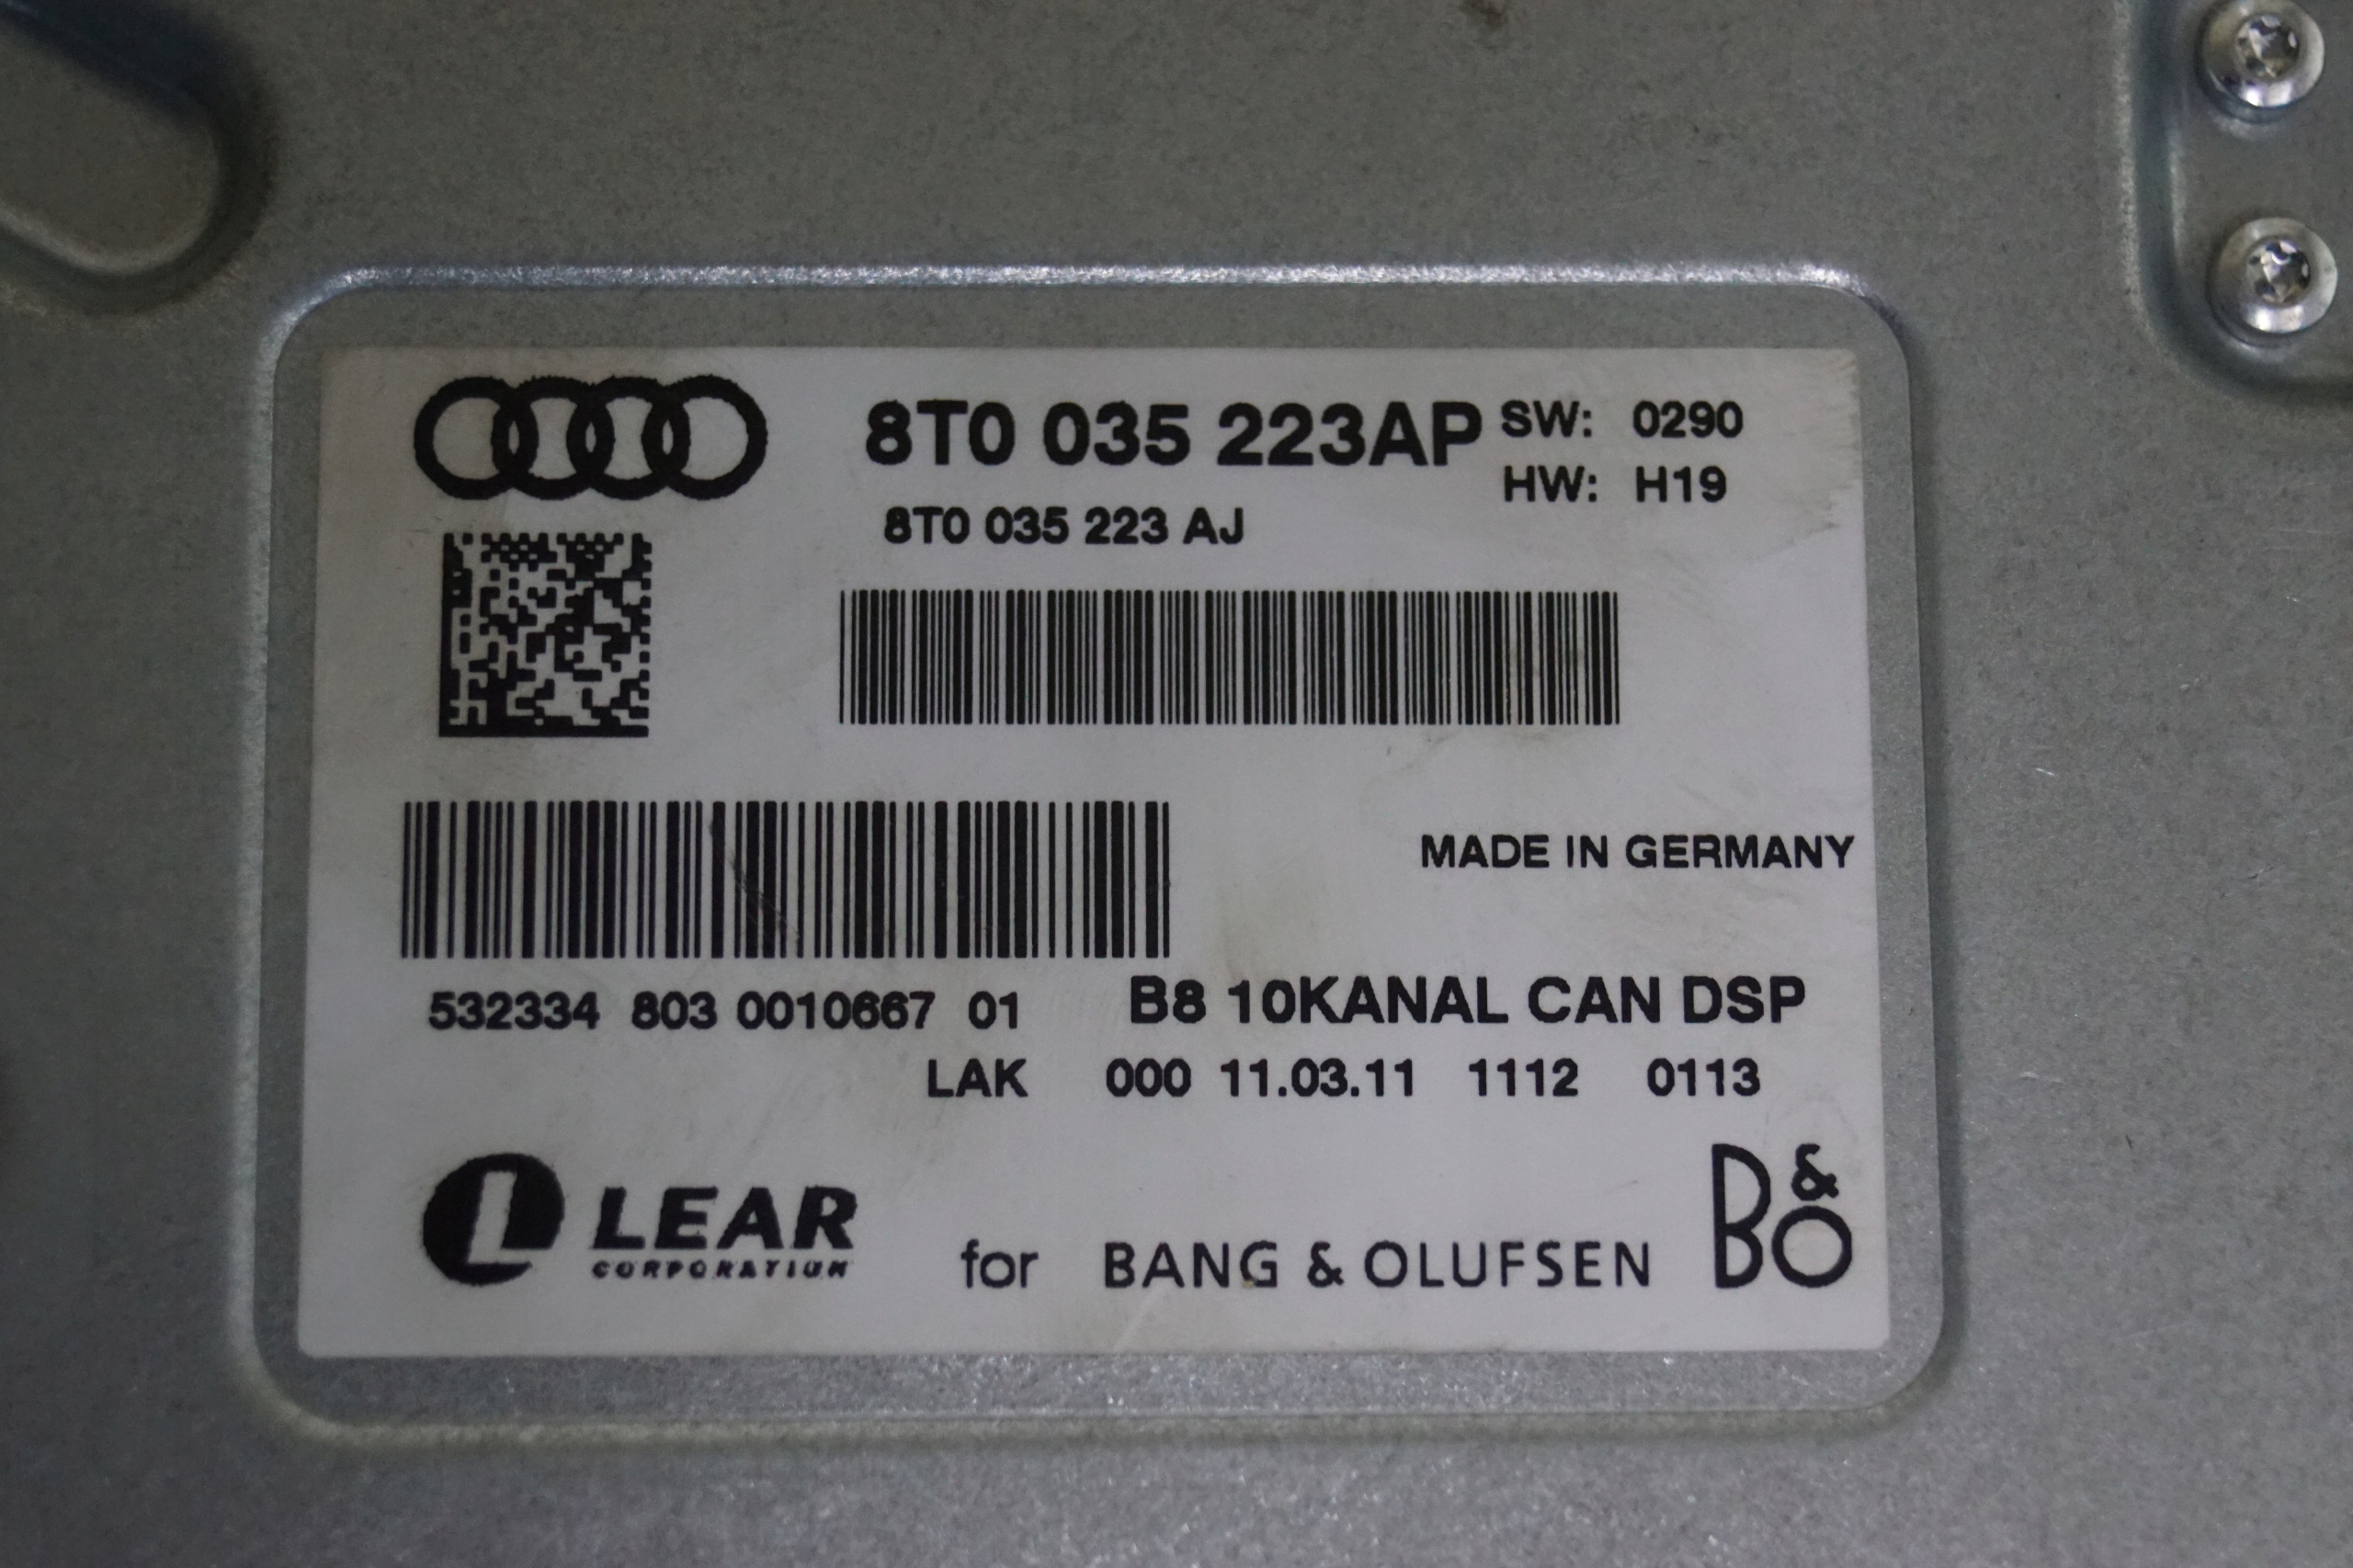 8T0 035 223AP SW: 0290
HW: H19
8T0 035 223 AJ
MADE IN GERMANY
532334 803 0010667 01 B8 10KANAL CAN DSP
LAK 000 11.03.11 1112 0113
L LEAR
CORPORATION
for BANG & OLUFSEN B&O